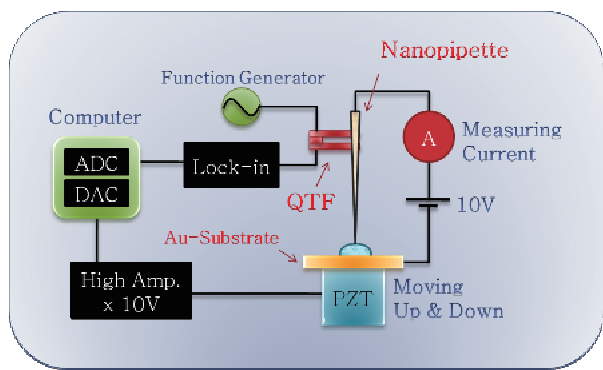 Nanopipette
Function Generator
Computer
ADC
DAC
Lock-in
QTF
A
Measuring
Current
10V
Au-Substrate
High Amp.
x 10V
PZT
Moving
Up & Down